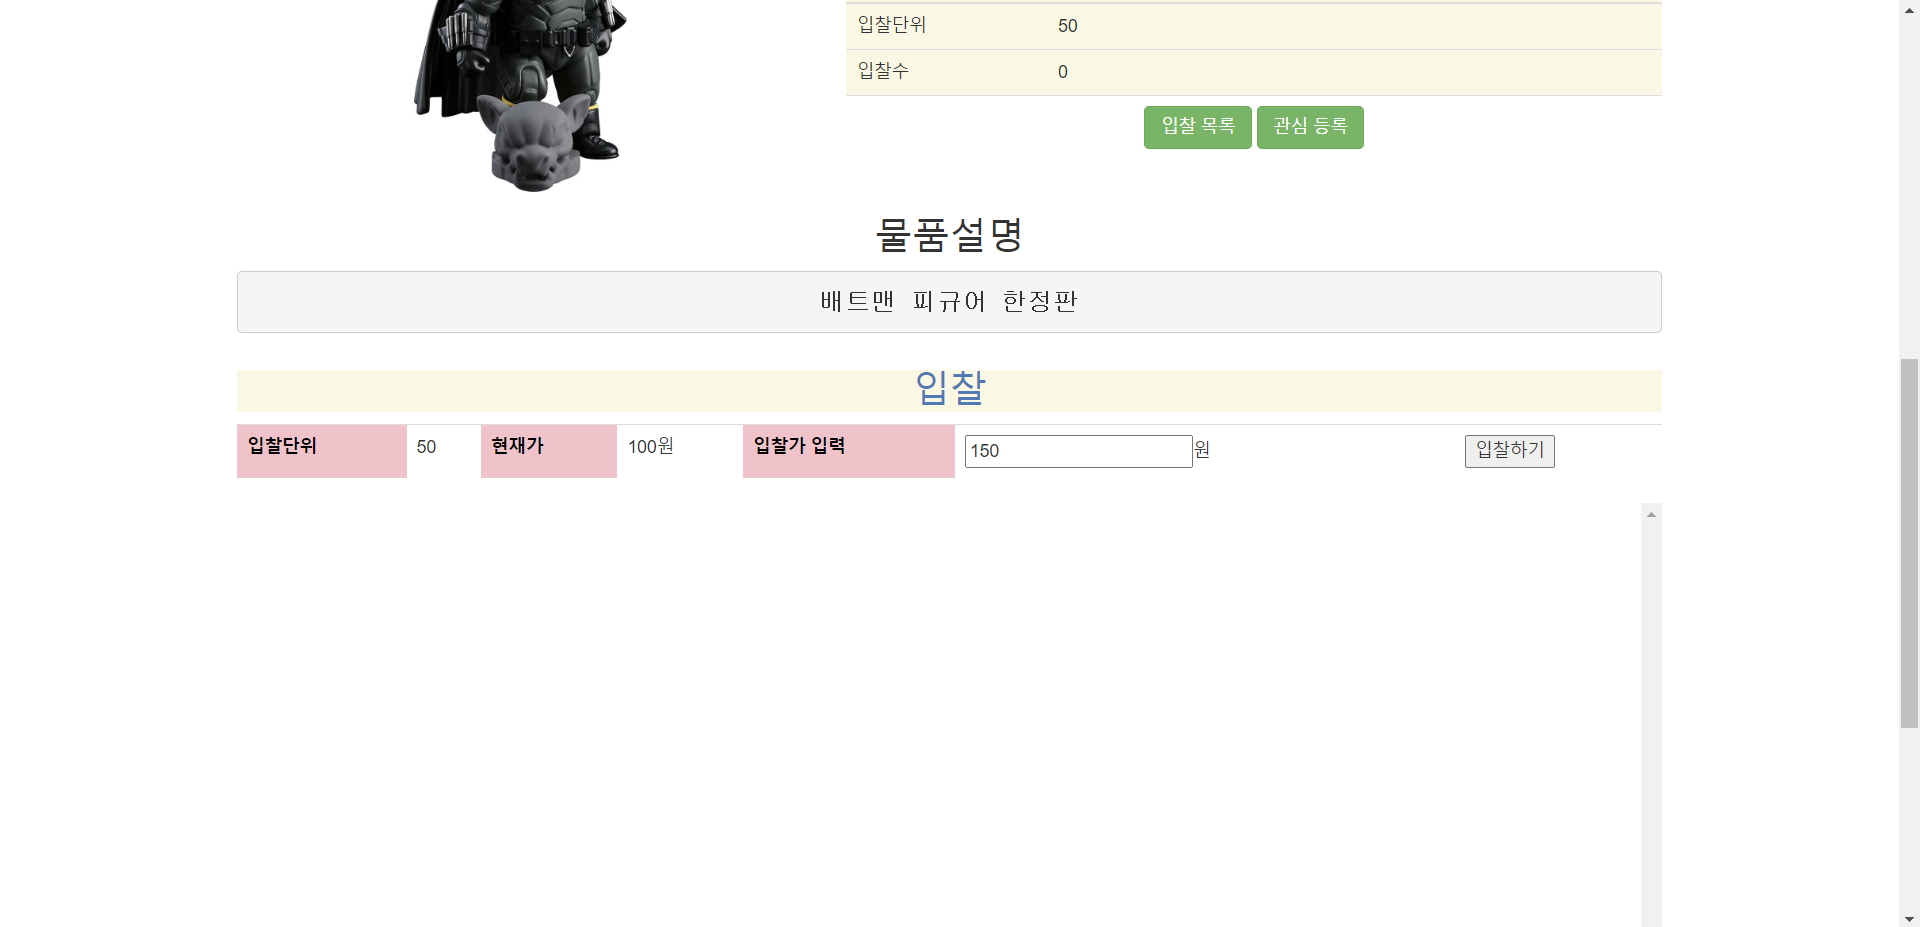 입찰단위 50
입찰수 0
입찰 목록 관심 등록
물품설명
배트맨 피규어 한정판
입찰
입찰단위 50 현재가 100원 입찰가 입력 150 원 입찰하기